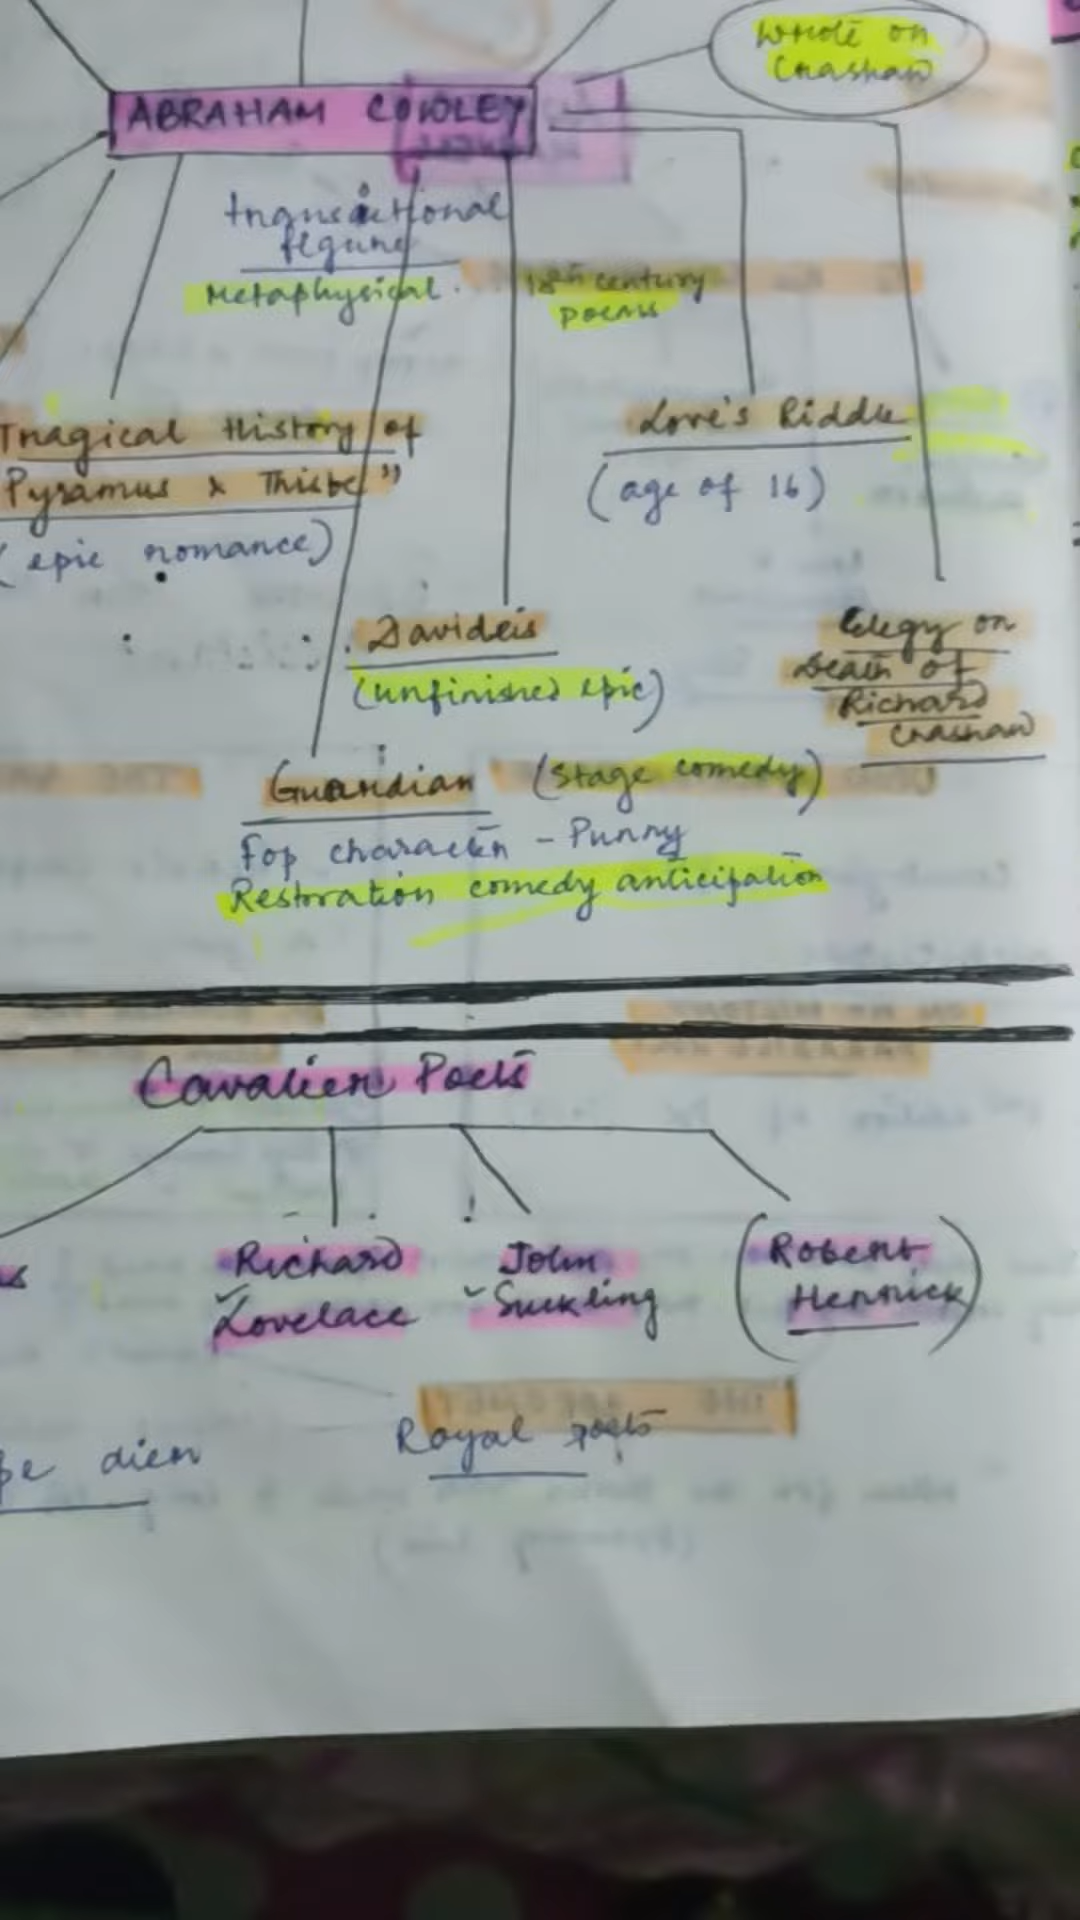 Wrote on
Crashaw
ABRAHAM COWLEY
transitional
figure
Metaphysical
18th century
poems
Tragical History of
Pyramus & Thisbe"
(epic romance)
Love's Riddle
(age of 16)
Davideis
(unfinished epic)
Elegy on
Death of
Richard
Crashaw
Guardian (stage comedy)
Fop character - Punny
Restoration comedy anticipation
Cavalier Poets
Richard
Lovelace
John
Suckling
(Robert
Herrick)
Royal poets
pe diem